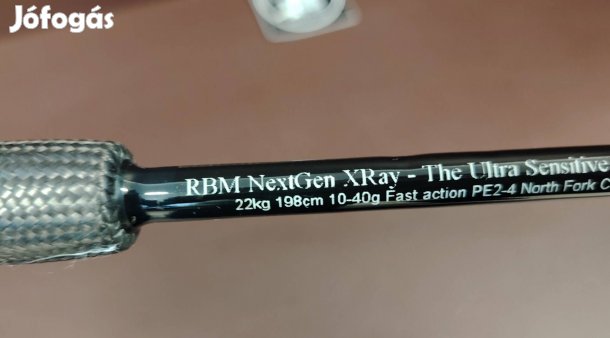 Jófogás
RBM NextGen XRay - The Ultra Sensitive
22kg 198cm 10-40g Fast action PE2-4 North Fork C